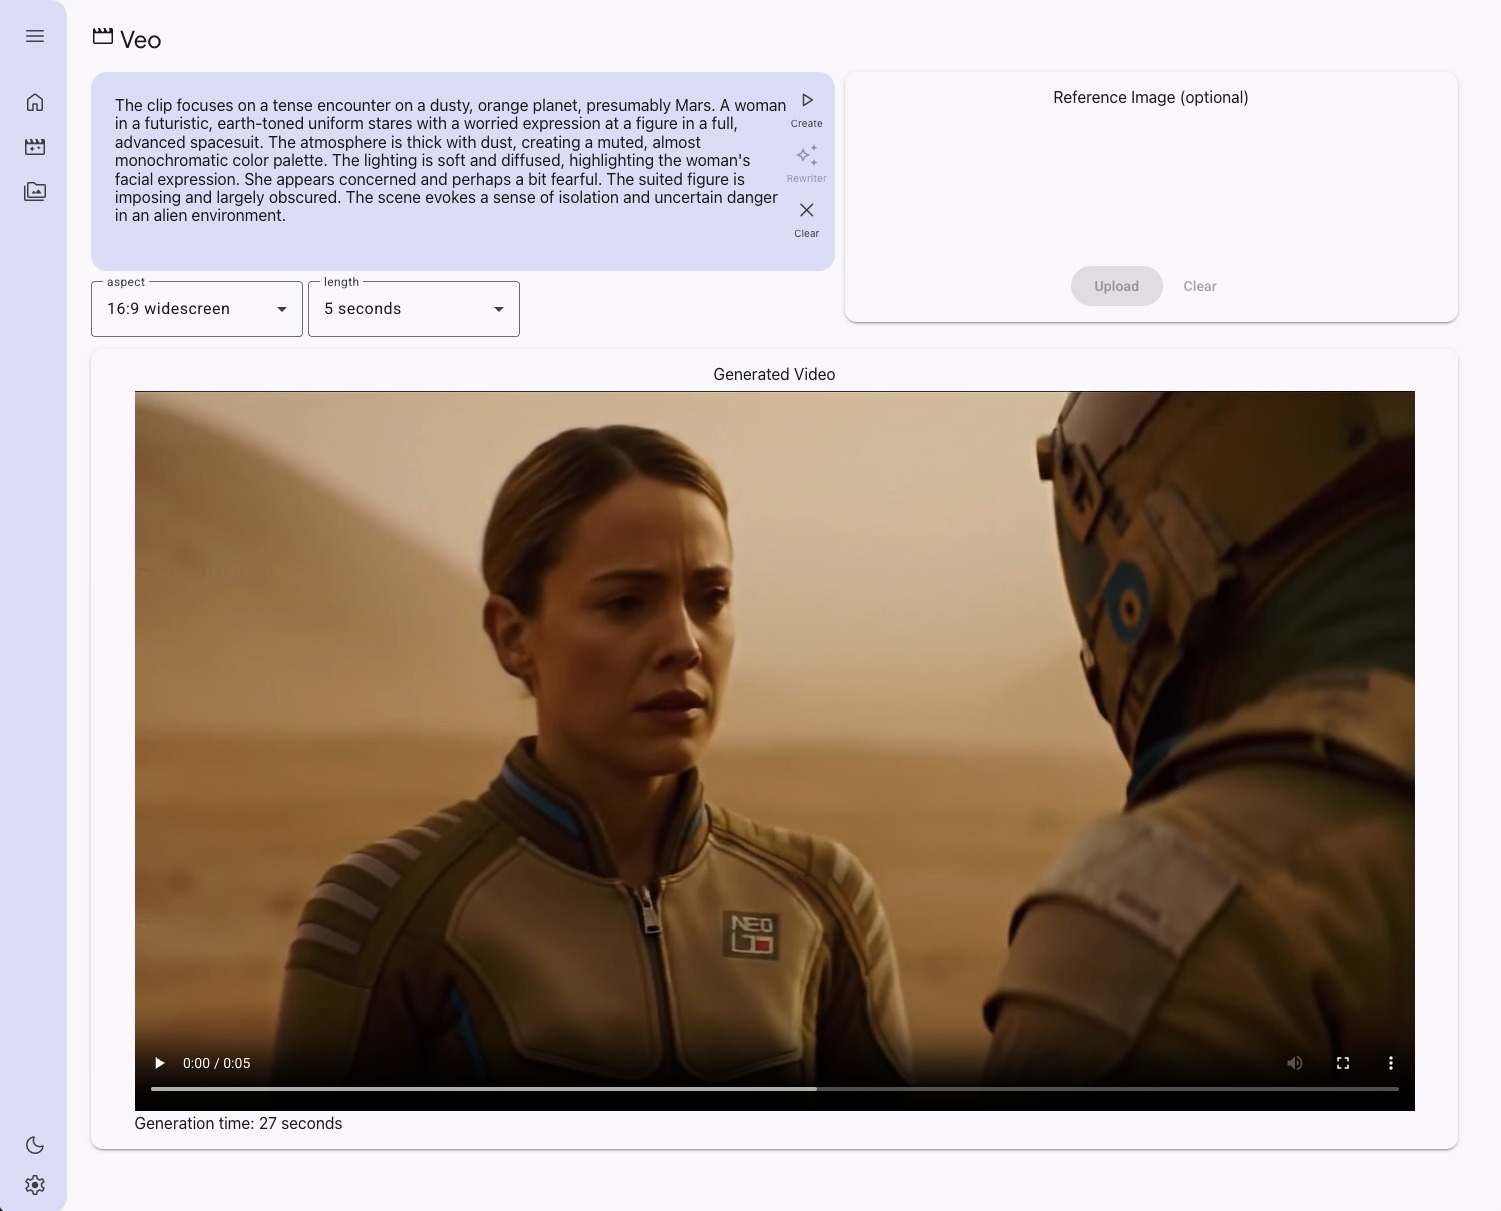 Veo
The clip focuses on a tense encounter on a dusty, orange planet, presumably Mars. A woman
in a futuristic, earth-toned uniform stares with a worried expression at a figure in a full,
advanced spacesuit. The atmosphere is thick with dust, creating a muted, almost
monochromatic color palette. The lighting is soft and diffused, highlighting the woman's
facial expression. She appears concerned and perhaps a bit fearful. The suited figure is
imposing and largely obscured. The scene evokes a sense of isolation and uncertain danger
in an alien environment.
Create
Rewriter
Clear
Reference Image (optional)
Upload
Clear
aspect
16:9 widescreen
length
5 seconds
Generated Video
NEO
0:00 / 0:05
Generation time: 27 seconds